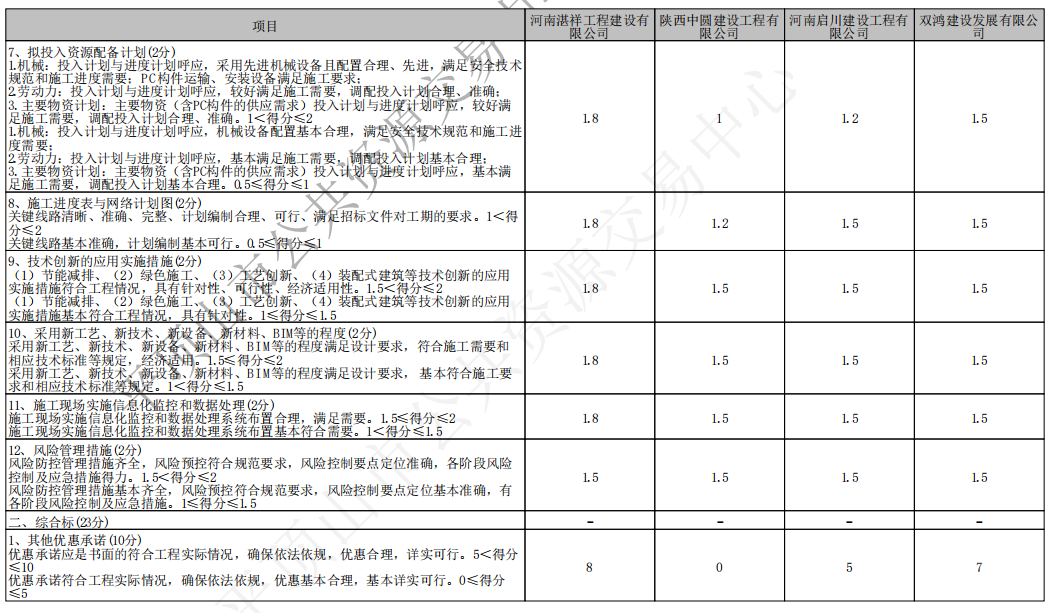 项目
河南湛祥工程建设有
限公司
陕西中圆建设工程有
限公司
河南启川建设工程有
限公司
双鸿建设发展有限公
司
7、拟投入资源配备计划(2分)
1.机械：投入计划与进度计划呼应，采用先进机械设备且配置合理、先进，满足安全技术
规范和施工进度需要；PC构件运输、安装设备满足施工要求；
2.劳动力：投入计划与进度计划呼应，较好满足施工需要，调配投入计划合理、准确；
3.主要物资计划：主要物资（含PC构件的供应需求）投入计划与进度计划呼应，较好满
足施工需要，调配投入计划合理、准确。1＜得分≤2
1.机械：投入计划与进度计划呼应，机械设备配置基本合理，满足安全技术规范和施工进
度需要；
2.劳动力：投入计划与进度计划呼应，基本满足施工需要，调配投入计划基本合理；
3.主要物资计划：主要物资（含PC构件的供应需求）投入计划与进度计划呼应，基本满
足施工需要，调配投入计划基本合理。0.5≤得分≤1
1.8
1
1.2
1.5
8、施工进度表与网络计划图(2分)
关键线路清晰、准确、完整、计划编制合理、可行、满足招标文件对工期的要求。1＜得
分≤2
关键线路基本准确，计划编制基本可行。0.5≤得分≤1
1.8
1.2
1.5
1.5
9、技术创新的应用实施措施(2分)
（1）节能减排、（2）绿色施工、（3）工艺创新、（4）装配式建筑等技术创新的应用
实施措施符合工程情况，具有针对性、可行性、经济适用性。1.5＜得分≤2
（1）节能减排、（2）绿色施工、（3）工艺创新、（4）装配式建筑等技术创新的应用
实施措施基本符合工程情况，具有针对性。1≤得分≤1.5
1.8
1.5
1.5
1.5
10、采用新工艺、新技术、新设备、新材料、BIM等的程度(2分)
采用新工艺、新技术、新设备、新材料、BIM等的程度满足设计要求，符合施工需要和
相应技术标准等规定，经济适用。1.5≤得分≤2
采用新工艺、新技术、新设备、新材料、BIM等的程度满足设计要求， 基本符合施工要
求和相应技术标准等规定。1＜得分≤1.5
1.8
1.5
1.5
1.5
11、施工现场实施信息化监控和数据处理(2分)
施工现场实施信息化监控和数据处理系统布置合理，满足需要。1.5≤得分≤2
施工现场实施信息化监控和数据处理系统布置基本符合需要。1＜得分≤1.5
1.8
1.5
1.5
1.5
12、风险管理措施(2分)
风险防控管理措施齐全，风险预控符合规范要求，风险控制要点定位准确，各阶段风险
控制及应急措施得力。1.5＜得分≤2
风险防控管理措施基本齐全，风险预控符合规范要求，风险控制要点定位基本准确，有
各阶段风险控制及应急措施。1≤得分≤1.5
1.5
1.5
1.5
1.5
二、综合标(23分)
-
-
-
-
1、其他优惠承诺(10分)
优惠承诺应是书面的符合工程实际情况，确保依法依规，优惠合理，详实可行。5＜得分
≤10
优惠承诺符合工程实际情况，确保依法依规，优惠基本合理，基本详实可行。0≤得分
≤5
8
0
5
7
平顶山市公共资源交易中心
平顶山市公共资源交易中心